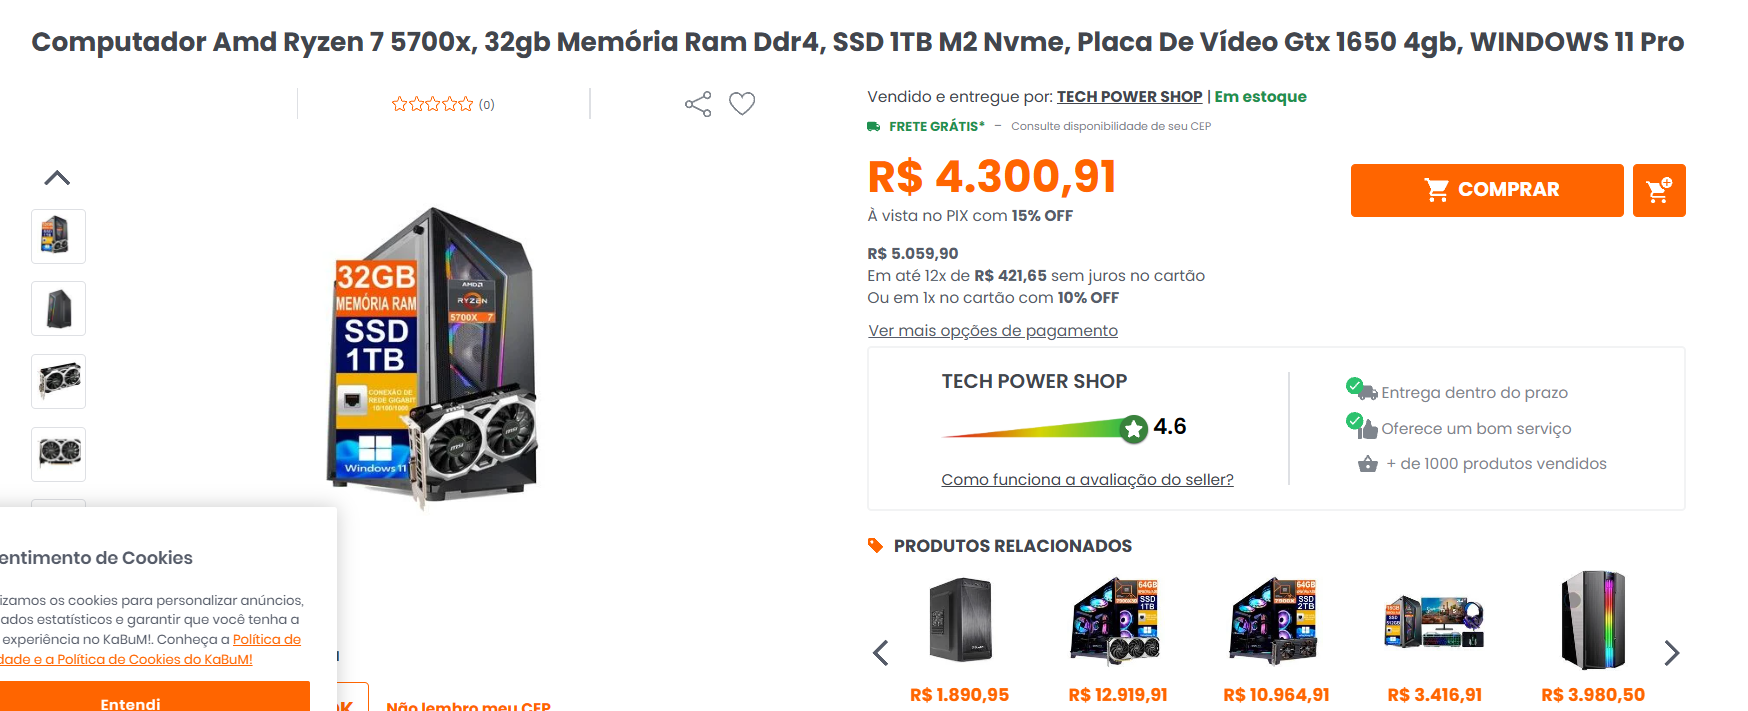 Computador Amd Ryzen 7 5700x, 32gb Memória Ram Ddr4, SSD 1TB M2 Nvme, Placa De Vídeo Gtx 1650 4gb, WINDOWS 11 Pro
(0)
Vendido e entregue por: TECH POWER SHOP | Em estoque
FRETE GRÁTIS* – Consulte disponibilidade de seu CEP
R$ 4.300,91
COMPRAR
À vista no PIX com 15% OFF
R$ 5.059,90
Em até 12x de R$ 421,65 sem juros no cartão
Ou em 1x no cartão com 10% OFF
Ver mais opções de pagamento
32GB
MEMÓRIA RAM
SSD
1TB
CONEXÃO DE
REDE GIGABIT
10/100/1000
Windows 11
AMD
RYZEN
5700X 7
msi
TECH POWER SHOP
4.6
Como funciona a avaliação do seller?
Entrega dentro do prazo
Oferece um bom serviço
+ de 1000 produtos vendidos
PRODUTOS RELACIONADOS
64GB
SSD
1TB
64GB
SSD
2TB
R$ 1.890,95
R$ 12.919,91
R$ 10.964,91
R$ 3.416,91
R$ 3.980,50
entimento de Cookies
izamos os cookies para personalizar anúncios,
ados estatísticos e garantir que você tenha a
experiência no KaBuM!. Conheça a Política de
dade e a Política de Cookies do KaBuM!
Entendi
OK
Não lembro meu CEP